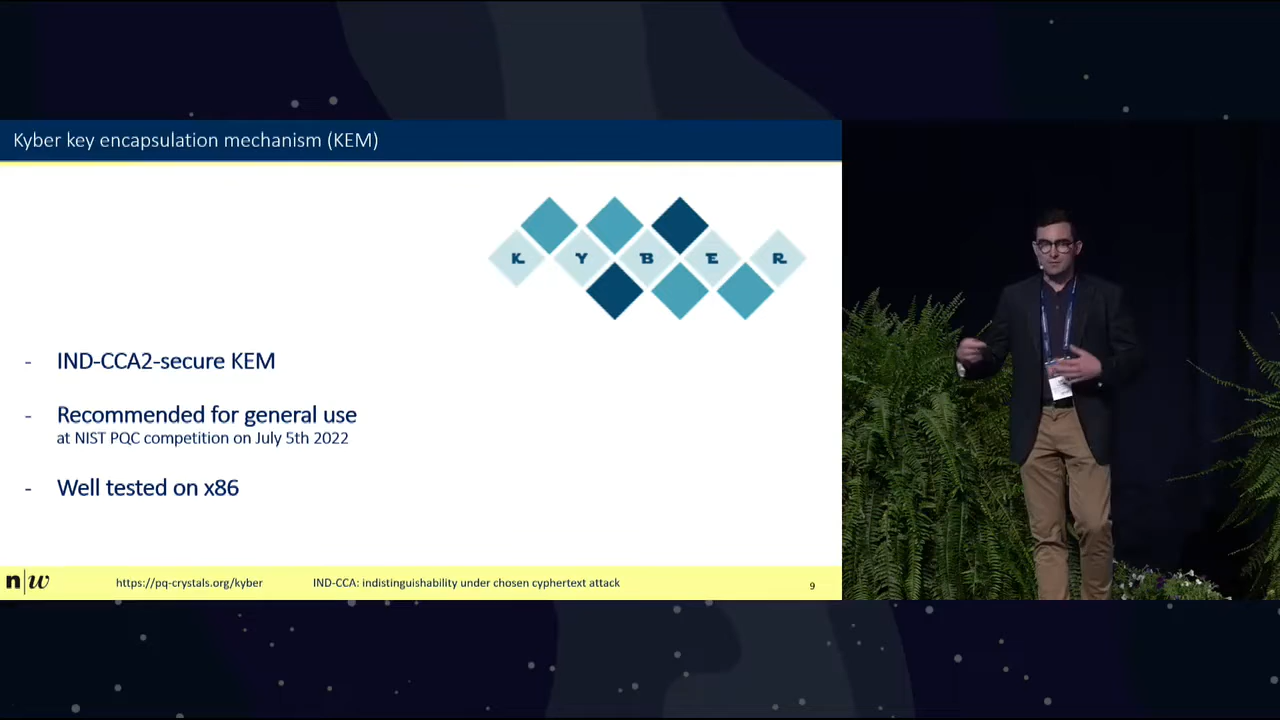 Kyber key encapsulation mechanism (KEM)
K Y B E R
- IND-CCA2-secure KEM
- Recommended for general use
at NIST PQC competition on July 5th 2022
- Well tested on x86
n|w https://pq-crystals.org/kyber IND-CCA: indistinguishability under chosen cyphertext attack 9